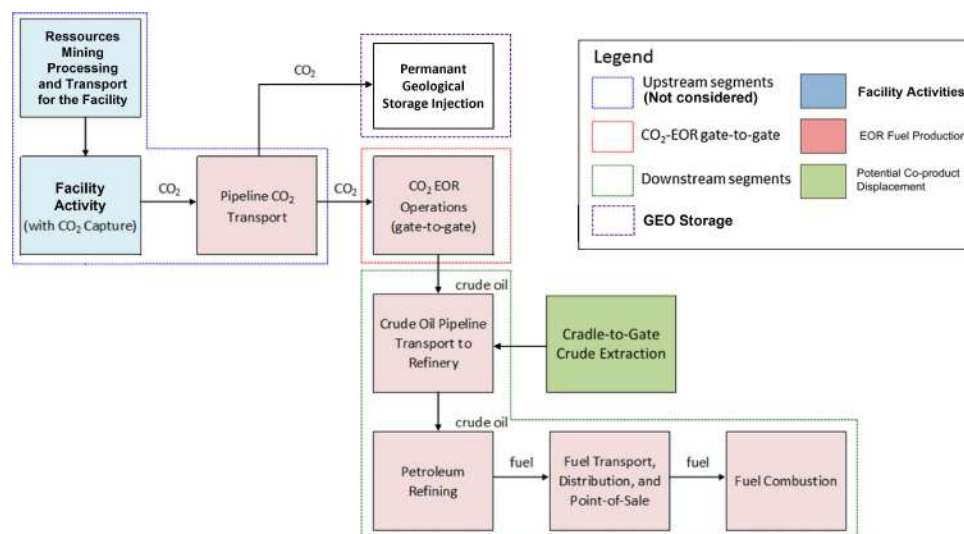 Ressources
Mining
Processing
and Transport
for the Facility
CO₂
Permanant
Geological
Storage Injection
Facility
Activity
(with CO₂ Capture)
CO₂
Pipeline CO₂
Transport
CO₂
CO₂ EOR
Operations
(gate-to-gate)
crude oil
Crude Oil Pipeline
Transport to
Refinery
Cradle-to-Gate
Crude Extraction
crude oil
Petroleum
Refining
fuel
Fuel Transport,
Distribution, and
Point-of-Sale
fuel
Fuel Combustion
Legend
Upstream segments
(Not considered)
Facility Activities
CO₂-EOR gate-to-gate
EOR Fuel Production
Downstream segments
Potential Co-product
Displacement
GEO Storage